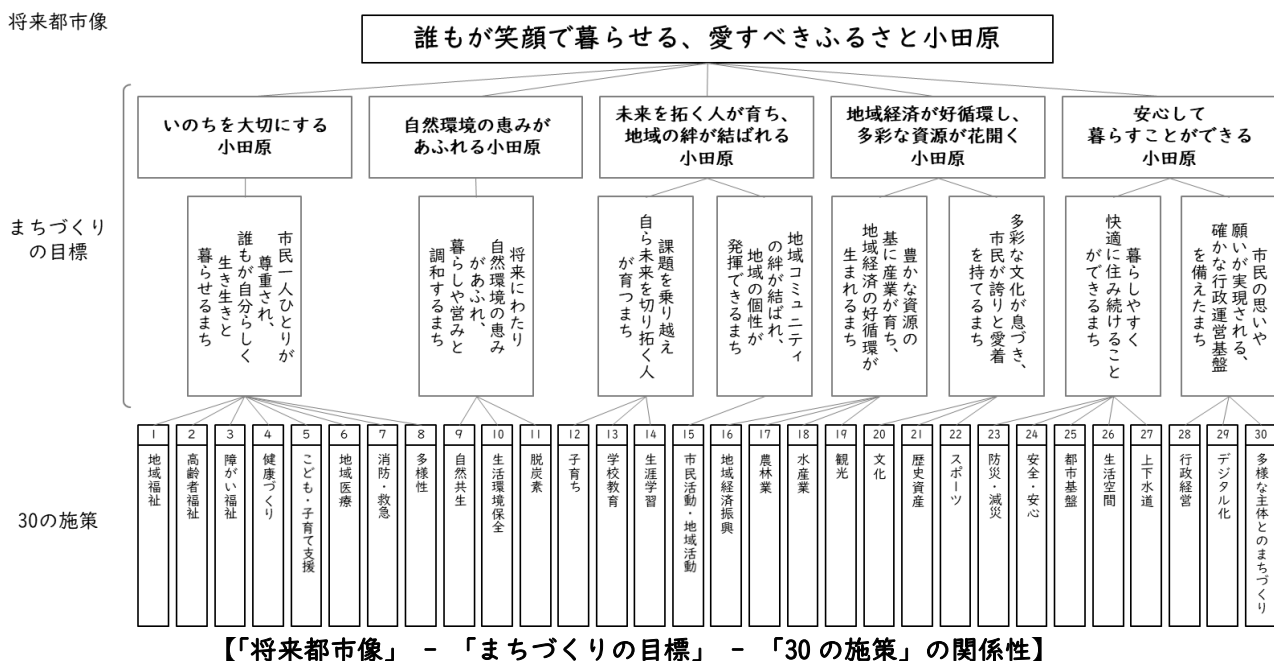 将来都市像
誰もが笑顔で暮らせる、愛すべきふるさと小田原
まちづくり
の目標
いのちを大切にする
小田原
自然環境の恵みが
あふれる小田原
未来を拓く人が育ち、
地域の絆が結ばれる
小田原
地域経済が好循環し、
多彩な資源が花開く
小田原
安心して
暮らすことができる
小田原
市民一人ひとりが
尊重され、
誰もが自分らしく
生き生きと
暮らせるまち
将来にわたり
自然環境の恵み
があふれ、
暮らしや営みと
調和するまち
課題を乗り越え
自ら未来を切り拓く人
が育つまち
地域コミュニティ
の絆が結ばれ、
地域の個性が
発揮できるまち
豊かな資源の
基に産業が育ち、
地域経済の好循環が
生まれるまち
多彩な文化が息づき、
市民が誇りと愛着
を持てるまち
暮らしやすく
快適に住み続けること
ができるまち
市民の思いや
願いが実現される、
確かな行政運営基盤
を備えたまち
30の施策
1
地域福祉
2
高齢者福祉
3
障がい福祉
4
健康づくり
5
こども・子育て支援
6
地域医療
7
消防・救急
8
多様性
9
自然共生
10
生活環境保全
11
脱炭素
12
子育ち
13
学校教育
14
生涯学習
15
市民活動・地域活動
16
地域経済振興
17
農林業
18
水産業
19
観光
20
文化
21
歴史資産
22
スポーツ
23
防災・減災
24
安全・安心
25
都市基盤
26
生活空間
27
上下水道
28
行政経営
29
デジタル化
30
多様な主体とのまちづくり
【「将来都市像」 - 「まちづくりの目標」 - 「30 の施策」の関係性】